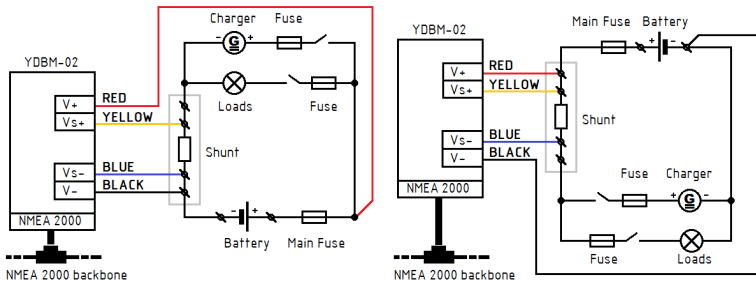 Charger Fuse
- +
G
YDBM-02
RED
V+
YELLOW
Vs+
Loads Fuse
Shunt
BLUE
Vs-
BLACK
V-
NMEA 2000
- +
Battery Main Fuse
NMEA 2000 backbone
Main Fuse Battery
+ -
YDBM-02
RED
V+
YELLOW
Vs+
Shunt
BLUE
Vs-
BLACK
V-
Fuse Charger
+ -
G
NMEA 2000
Fuse Loads
NMEA 2000 backbone